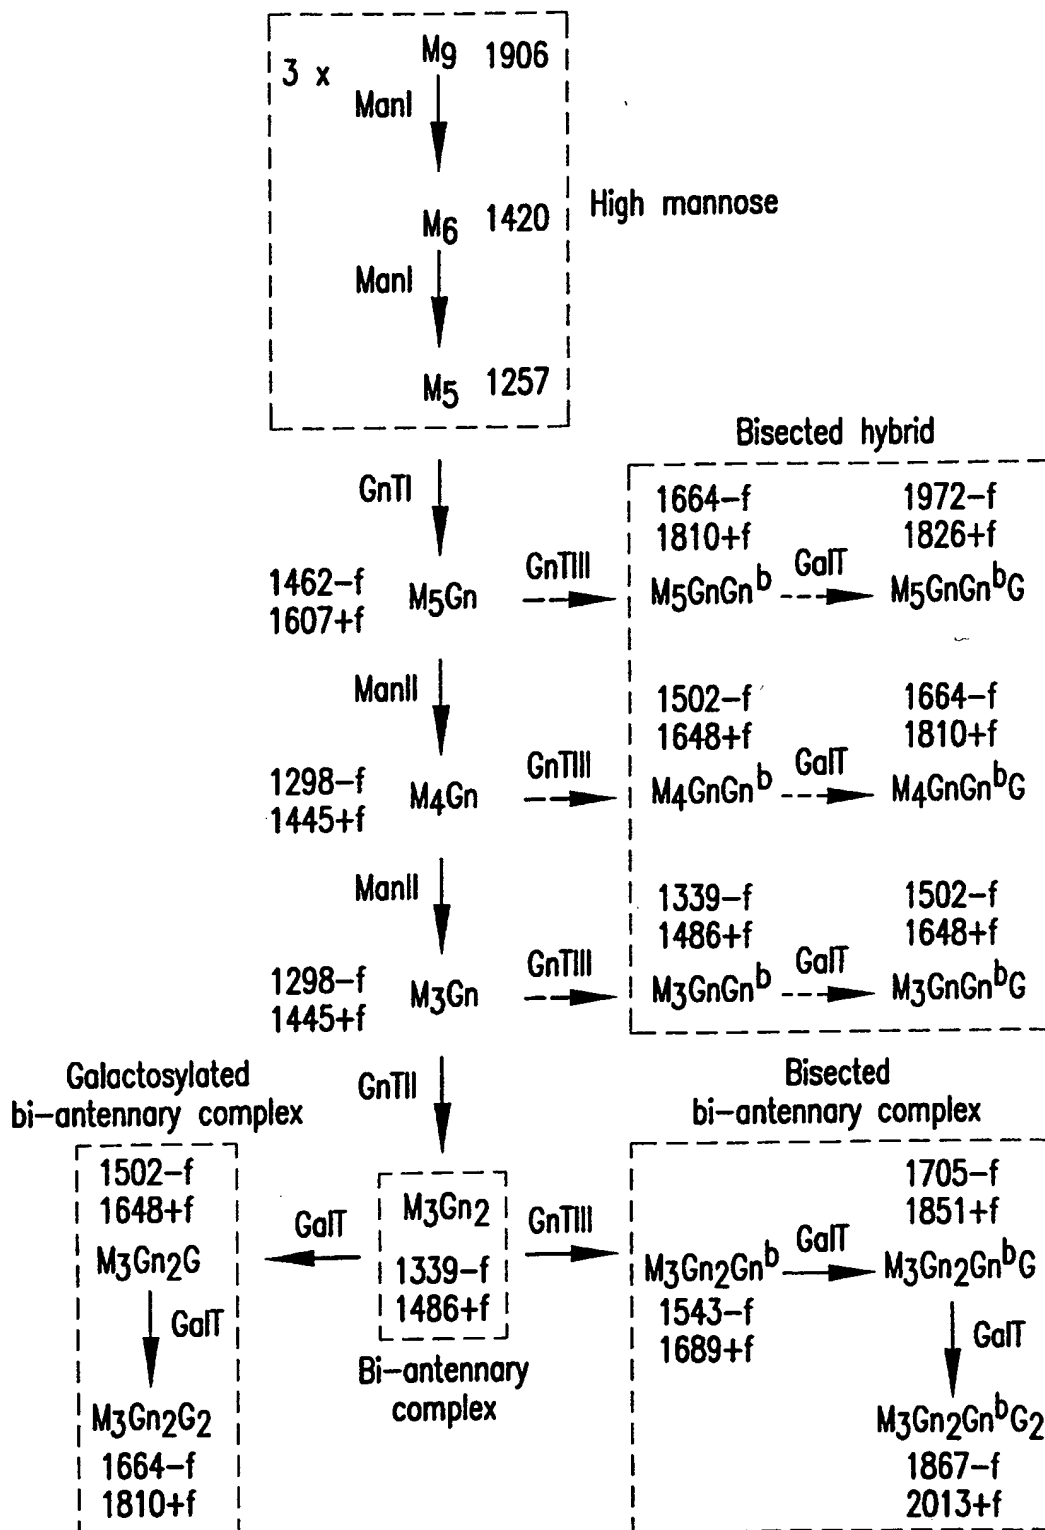 3 x
M9 1906
ManI
M6 1420
High mannose
ManI
M5 1257
GnTI
Bisected hybrid
1664-f 1972-f
1810+f 1826+f
1462-f
1607+f
M5Gn
GnTIII
M5GnGnb
GalT
M5GnGnbG
ManII
1502-f 1664-f
1648+f 1810+f
1298-f
1445+f
M4Gn
GnTIII
M4GnGnb
GalT
M4GnGnbG
ManII
1339-f 1502-f
1486+f 1648+f
1298-f
1445+f
M3Gn
GnTIII
M3GnGnb
GalT
M3GnGnbG
GnTII
Galactosylated
bi-antennary complex
1502-f
1648+f
M3Gn2G
GalT
M3Gn2G2
1664-f
1810+f
GalT
M3Gn2
1339-f
1486+f
Bi-antennary
complex
GnTIII
Bisected
bi-antennary complex
1705-f
1851+f
M3Gn2Gnb
1543-f
1689+f
GalT
M3Gn2GnbG
GalT
M3Gn2GnbG2
1867-f
2013+f